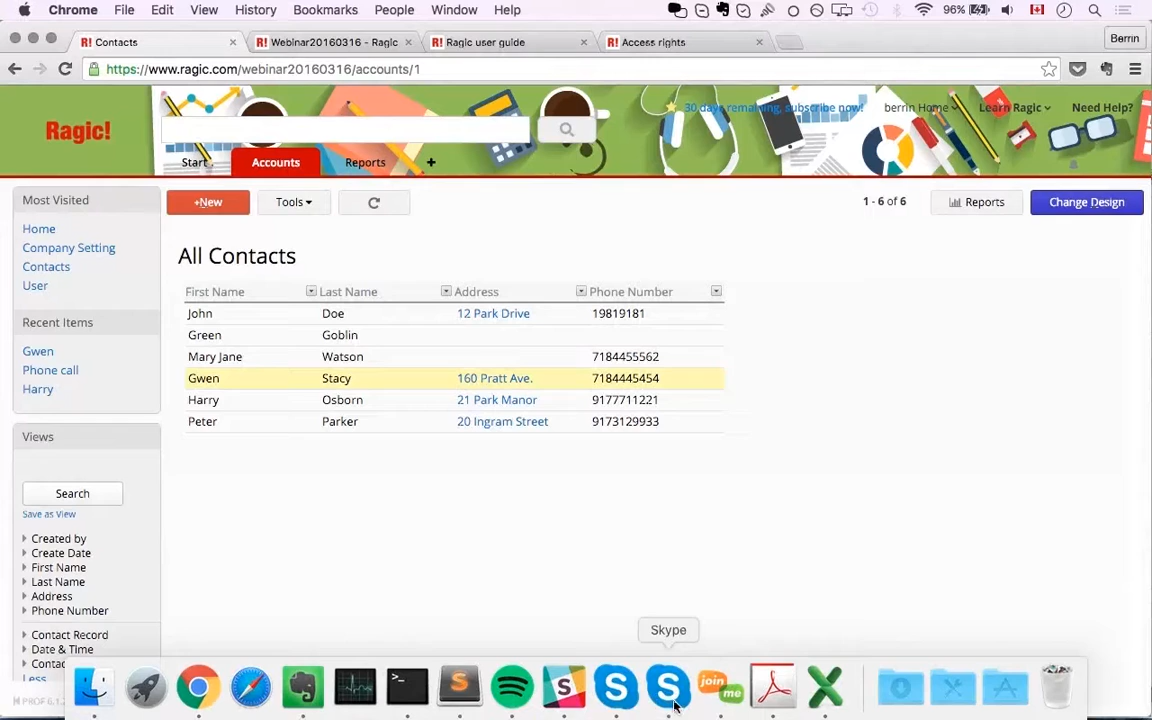 Chrome File Edit View History Bookmarks People Window Help 96%
R! Contacts × R! Webinar20160316 - Ragic × R! Ragic user guide × R! Access rights × Berrin
https://www.ragic.com/webinar20160316/accounts/1
30 days remaining, subscribe now! berrin Home Learn Ragic Need Help?
Ragic!
Start Accounts Reports +
Most Visited
Home
Company Setting
Contacts
User
Recent Items
Gwen
Phone call
Harry
Views
Search
Save as View
Created by
Create Date
First Name
Last Name
Address
Phone Number
Contact Record
Date & Time
Less
+New Tools 1 - 6 of 6 Reports Change Design
All Contacts
First Name Last Name Address Phone Number
John Doe 12 Park Drive 19819181
Green Goblin
Mary Jane Watson 7184455562
Gwen Stacy 160 Pratt Ave. 7184445454
Harry Osborn 21 Park Manor 9177711221
Peter Parker 20 Ingram Street 9173129933
Skype
join
me